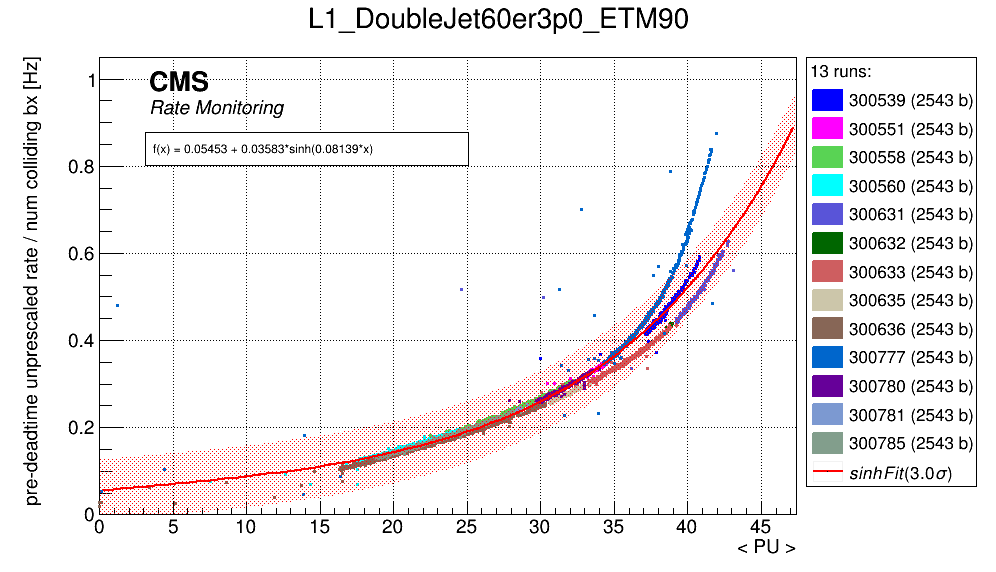 L1_DoubleJet60er3p0_ETM90
pre-deadtime unprescaled rate / num colliding bx [Hz]
CMS
Rate Monitoring
f(x) = 0.05453 + 0.03583*sinh(0.08139*x)
1
0.8
0.6
0.4
0.2
0
0 5 10 15 20 25 30 35 40 45
< PU >
13 runs:
300539 (2543 b)
300551 (2543 b)
300558 (2543 b)
300560 (2543 b)
300631 (2543 b)
300632 (2543 b)
300633 (2543 b)
300635 (2543 b)
300636 (2543 b)
300777 (2543 b)
300780 (2543 b)
300781 (2543 b)
300785 (2543 b)
sinhFit(3.0σ)